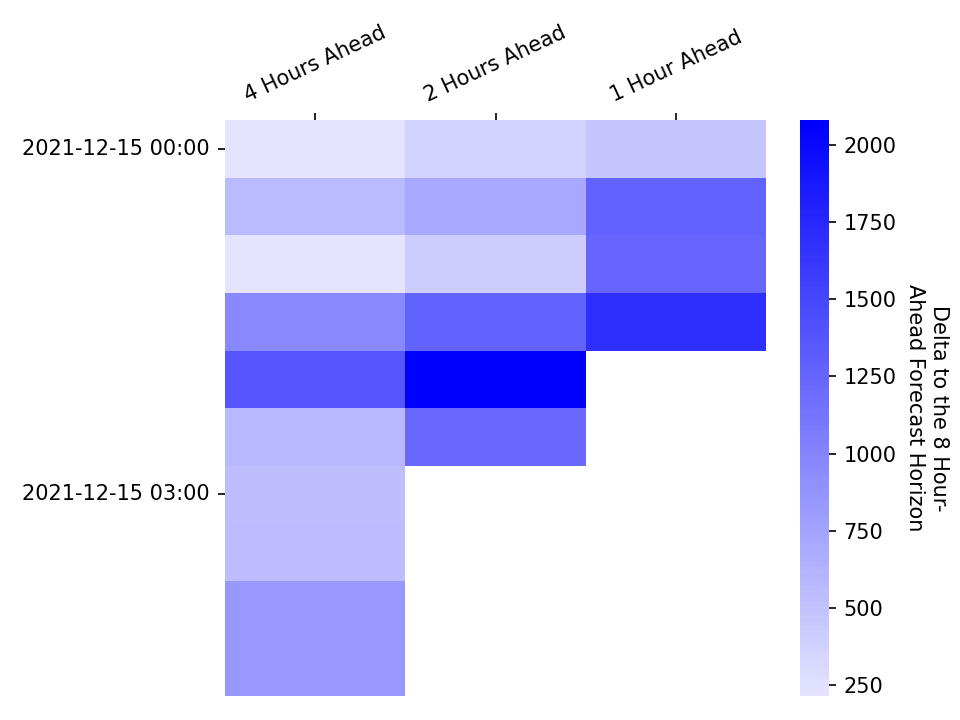 4 Hours Ahead
2 Hours Ahead
1 Hour Ahead
2021-12-15 00:00
2021-12-15 03:00
2000
1750
1500
1250
1000
750
500
250
Delta to the 8 Hour-
Ahead Forecast Horizon